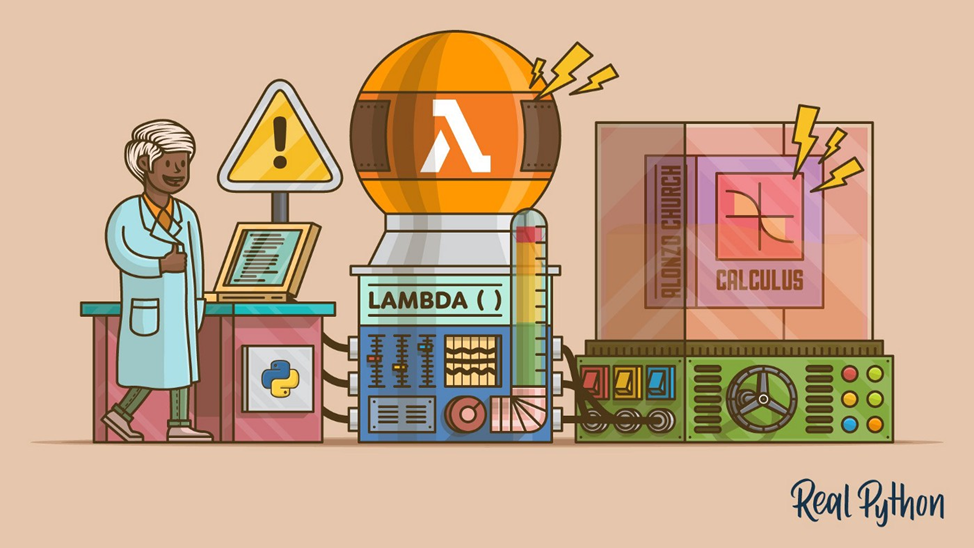 λ
LAMBDA ( )
ALONZO CHURCH
CALCULUS
Real Python